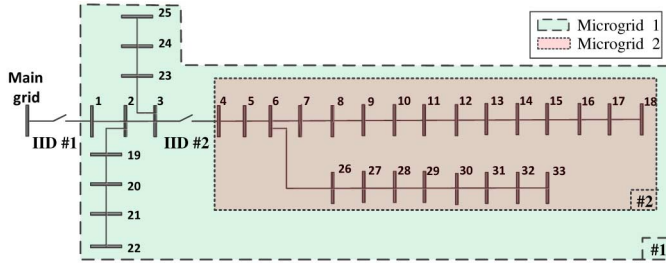 25
Microgrid 1
Microgrid 2
24
23
Main
grid
1 2 3 4 5 6 7 8 9 10 11 12 13 14 15 16 17 18
IID #1
IID #2
19
26 27 28 29 30 31 32 33
20
21
#2
22
#1